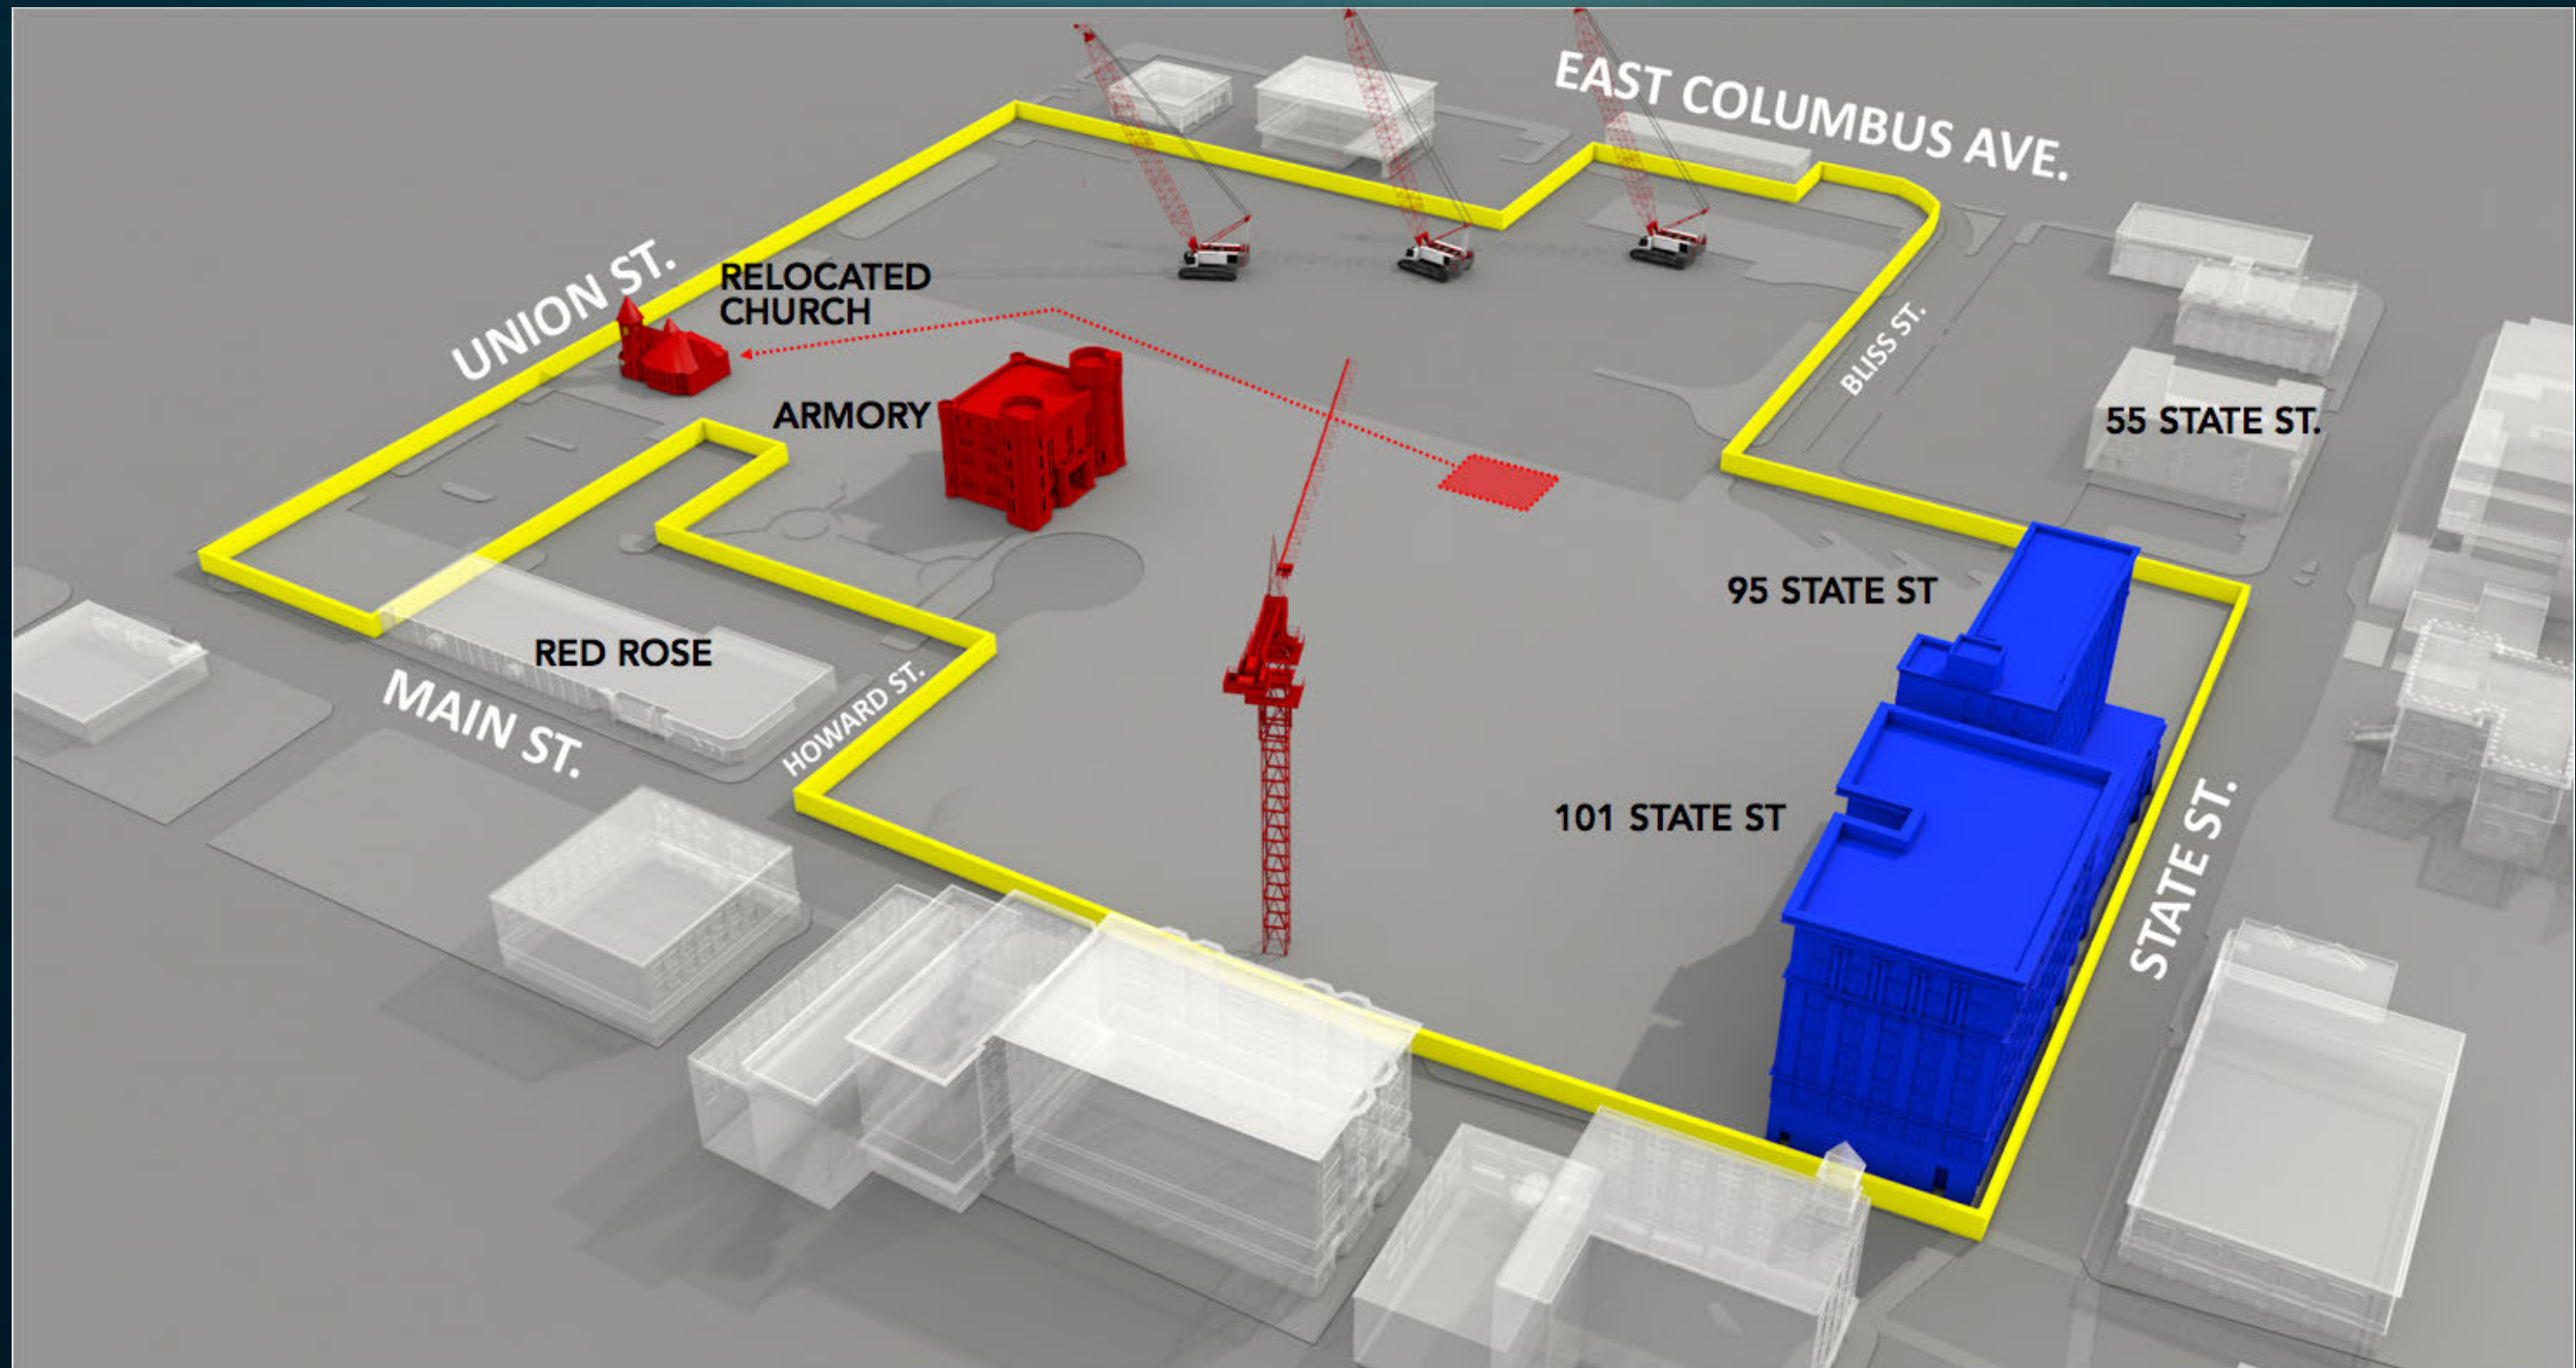 EAST COLUMBUS AVE.
UNION ST.
RELOCATED
CHURCH
BLISS ST.
ARMORY
55 STATE ST.
95 STATE ST
RED ROSE
MAIN ST.
HOWARD ST.
101 STATE ST
STATE ST.